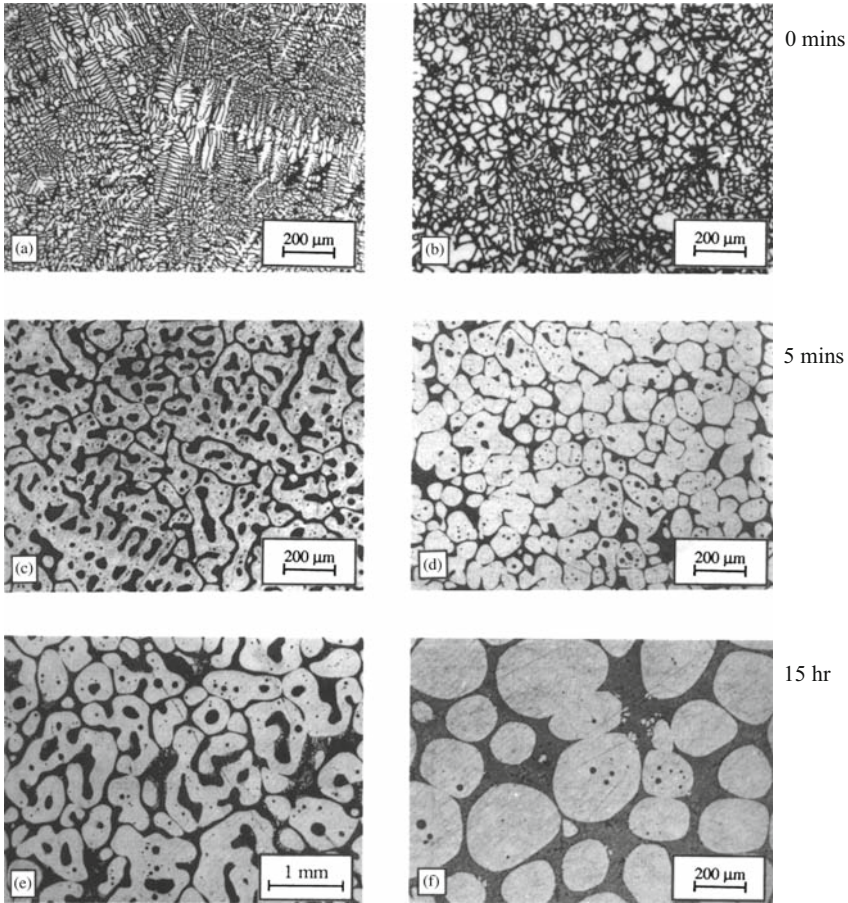 0 mins
(a)
200 µm
(b)
200 µm
5 mins
(c)
200 µm
(d)
200 µm
15 hr
(e)
1 mm
(f)
200 µm